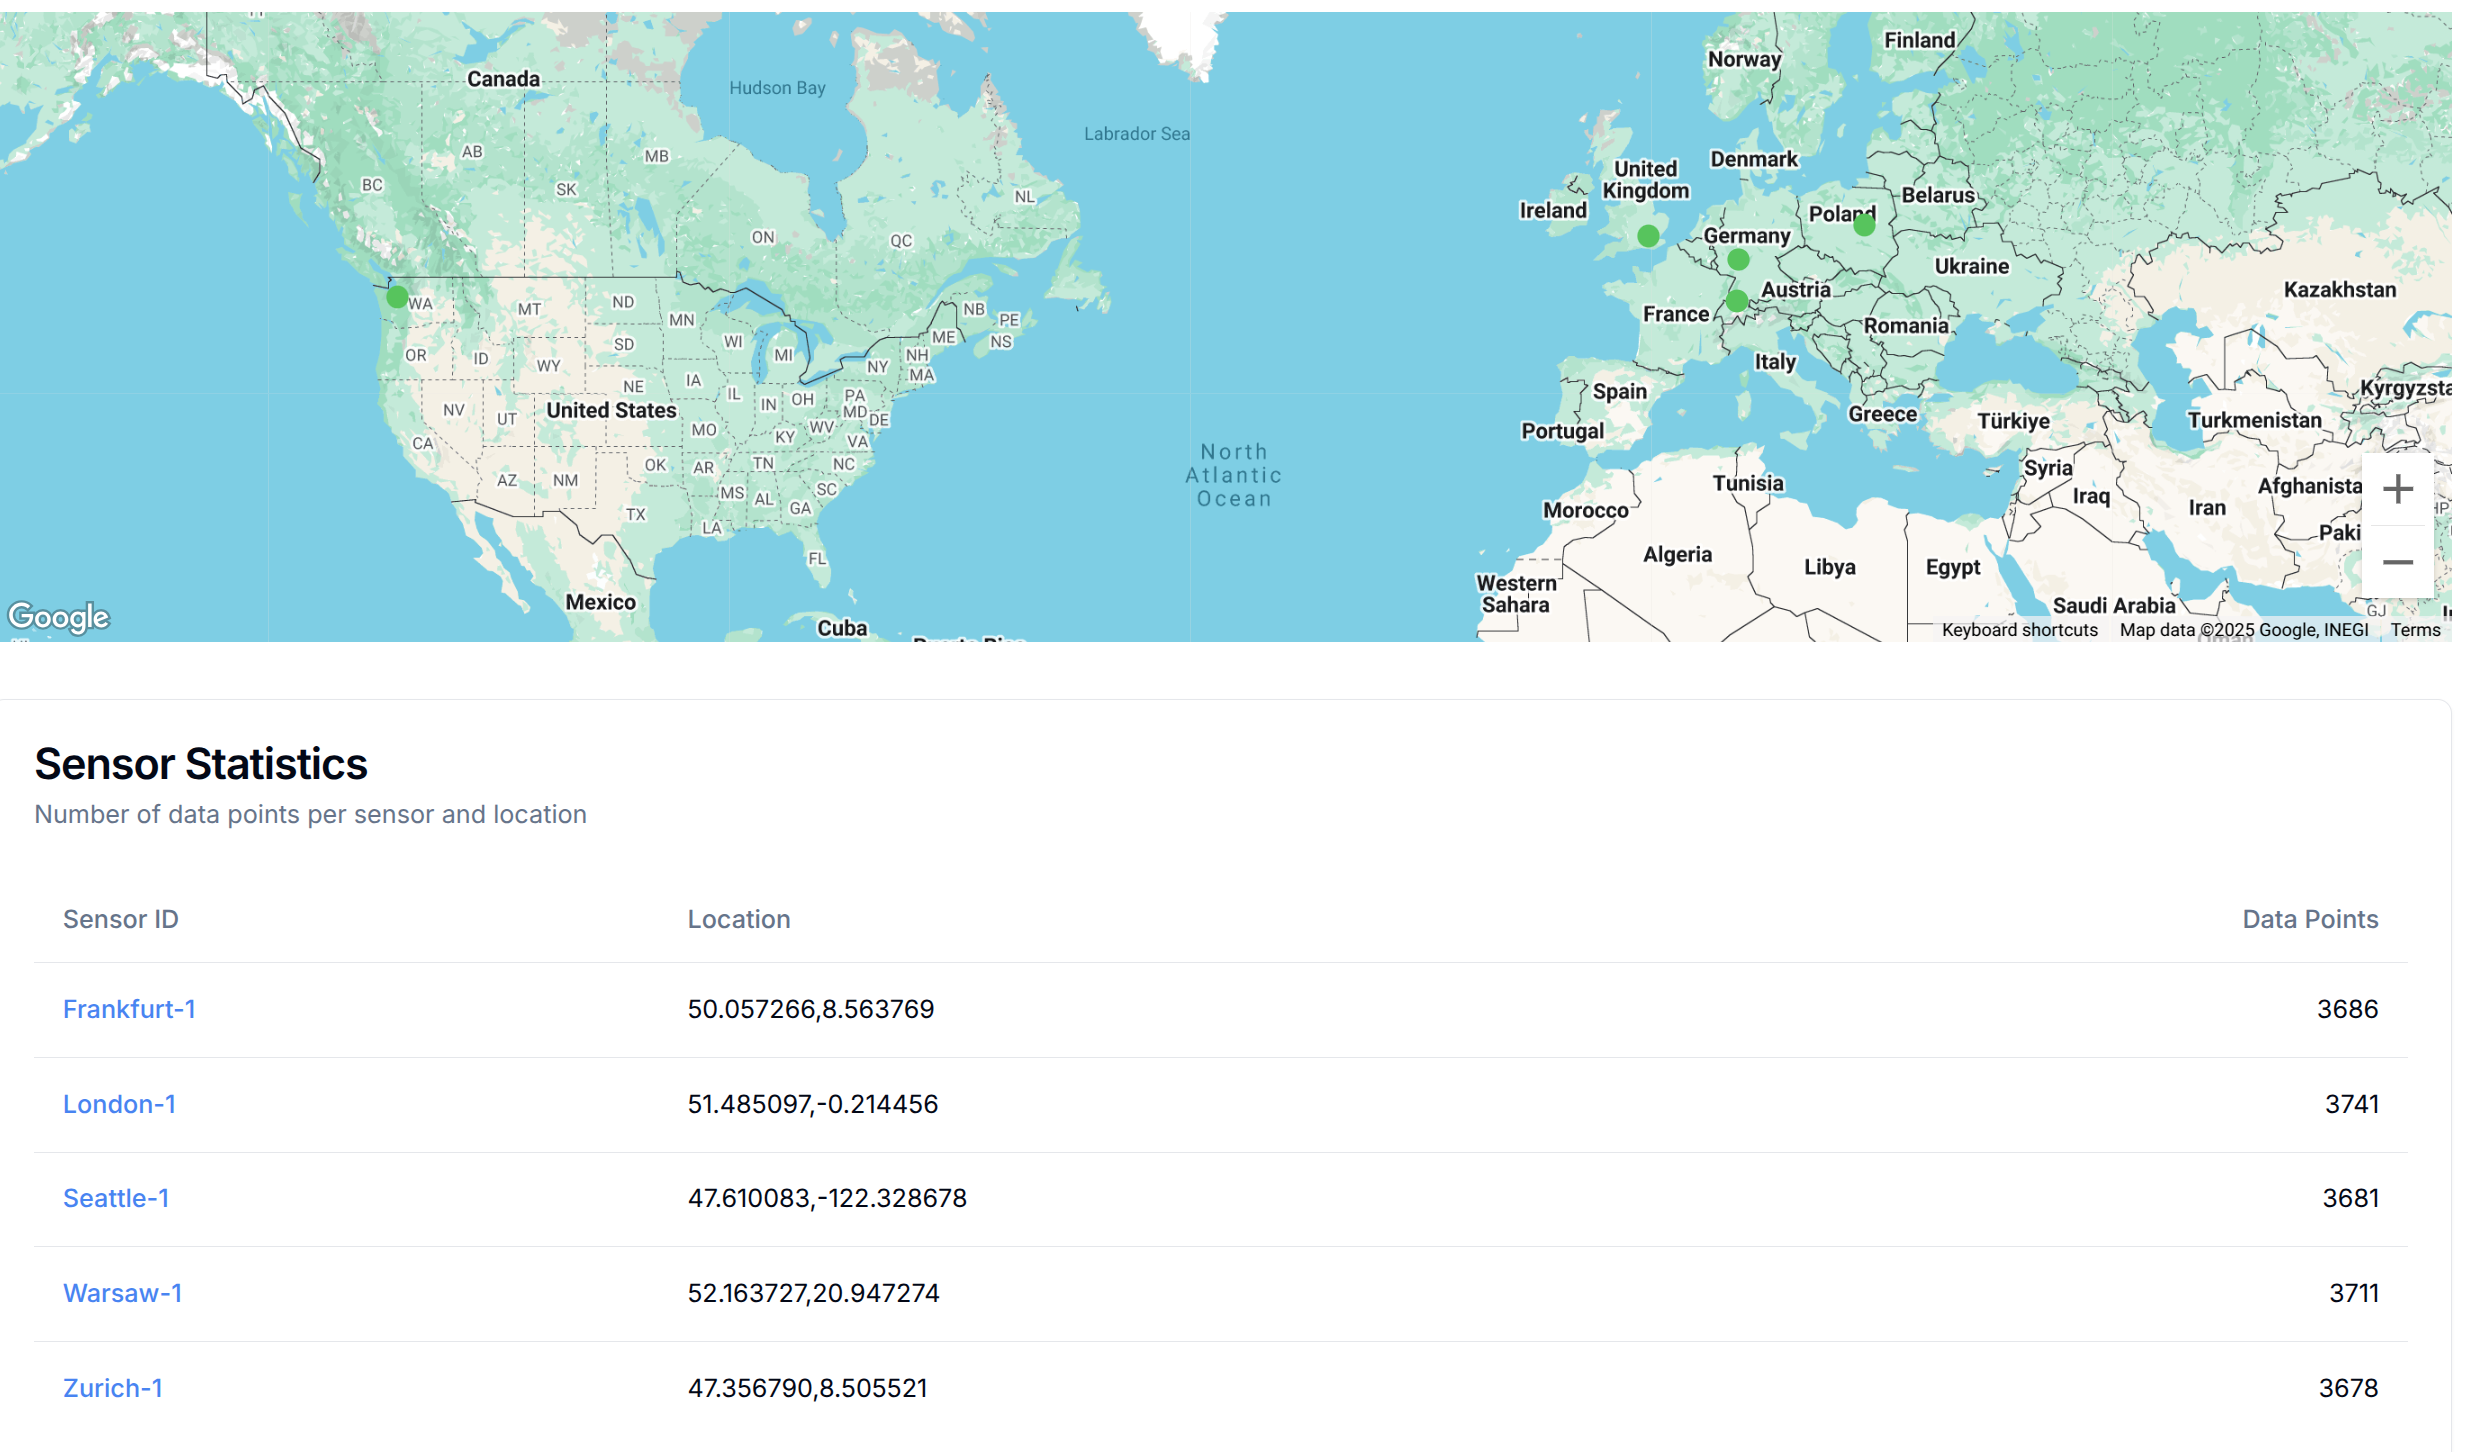 Canada
Hudson Bay
Labrador Sea
Norway
Finland
AB
MB
BC
SK
NL
ON
QC
United
Kingdom
Denmark
Ireland
Poland
Belarus
Germany
Ukraine
Austria
Kazakhstan
France
Romania
Italy
WA
MT
ND
MN
NB
PE
OR
ID
SD
WI
MI
ME
NS
WY
NY
NH
MA
NE
IA
IL
IN
OH
PA
MD
DE
NV
UT
United States
CA
MO
KY
WV
VA
AZ
NM
OK
AR
TN
NC
MS
AL
SC
GA
TX
LA
FL
Mexico
Cuba
North
Atlantic
Ocean
Spain
Portugal
Greece
Türkiye
Turkmenistan
Kyrgyzsta
Syria
Iraq
Iran
Afghanista
Paki
Tunisia
Morocco
Algeria
Libya
Egypt
Western
Sahara
Saudi Arabia
GJ
Oman
Google
Keyboard shortcuts Map data ©2025 Google, INEGI Terms
Sensor Statistics
Number of data points per sensor and location
Sensor ID Location Data Points
Frankfurt-1 50.057266,8.563769 3686
London-1 51.485097,-0.214456 3741
Seattle-1 47.610083,-122.328678 3681
Warsaw-1 52.163727,20.947274 3711
Zurich-1 47.356790,8.505521 3678